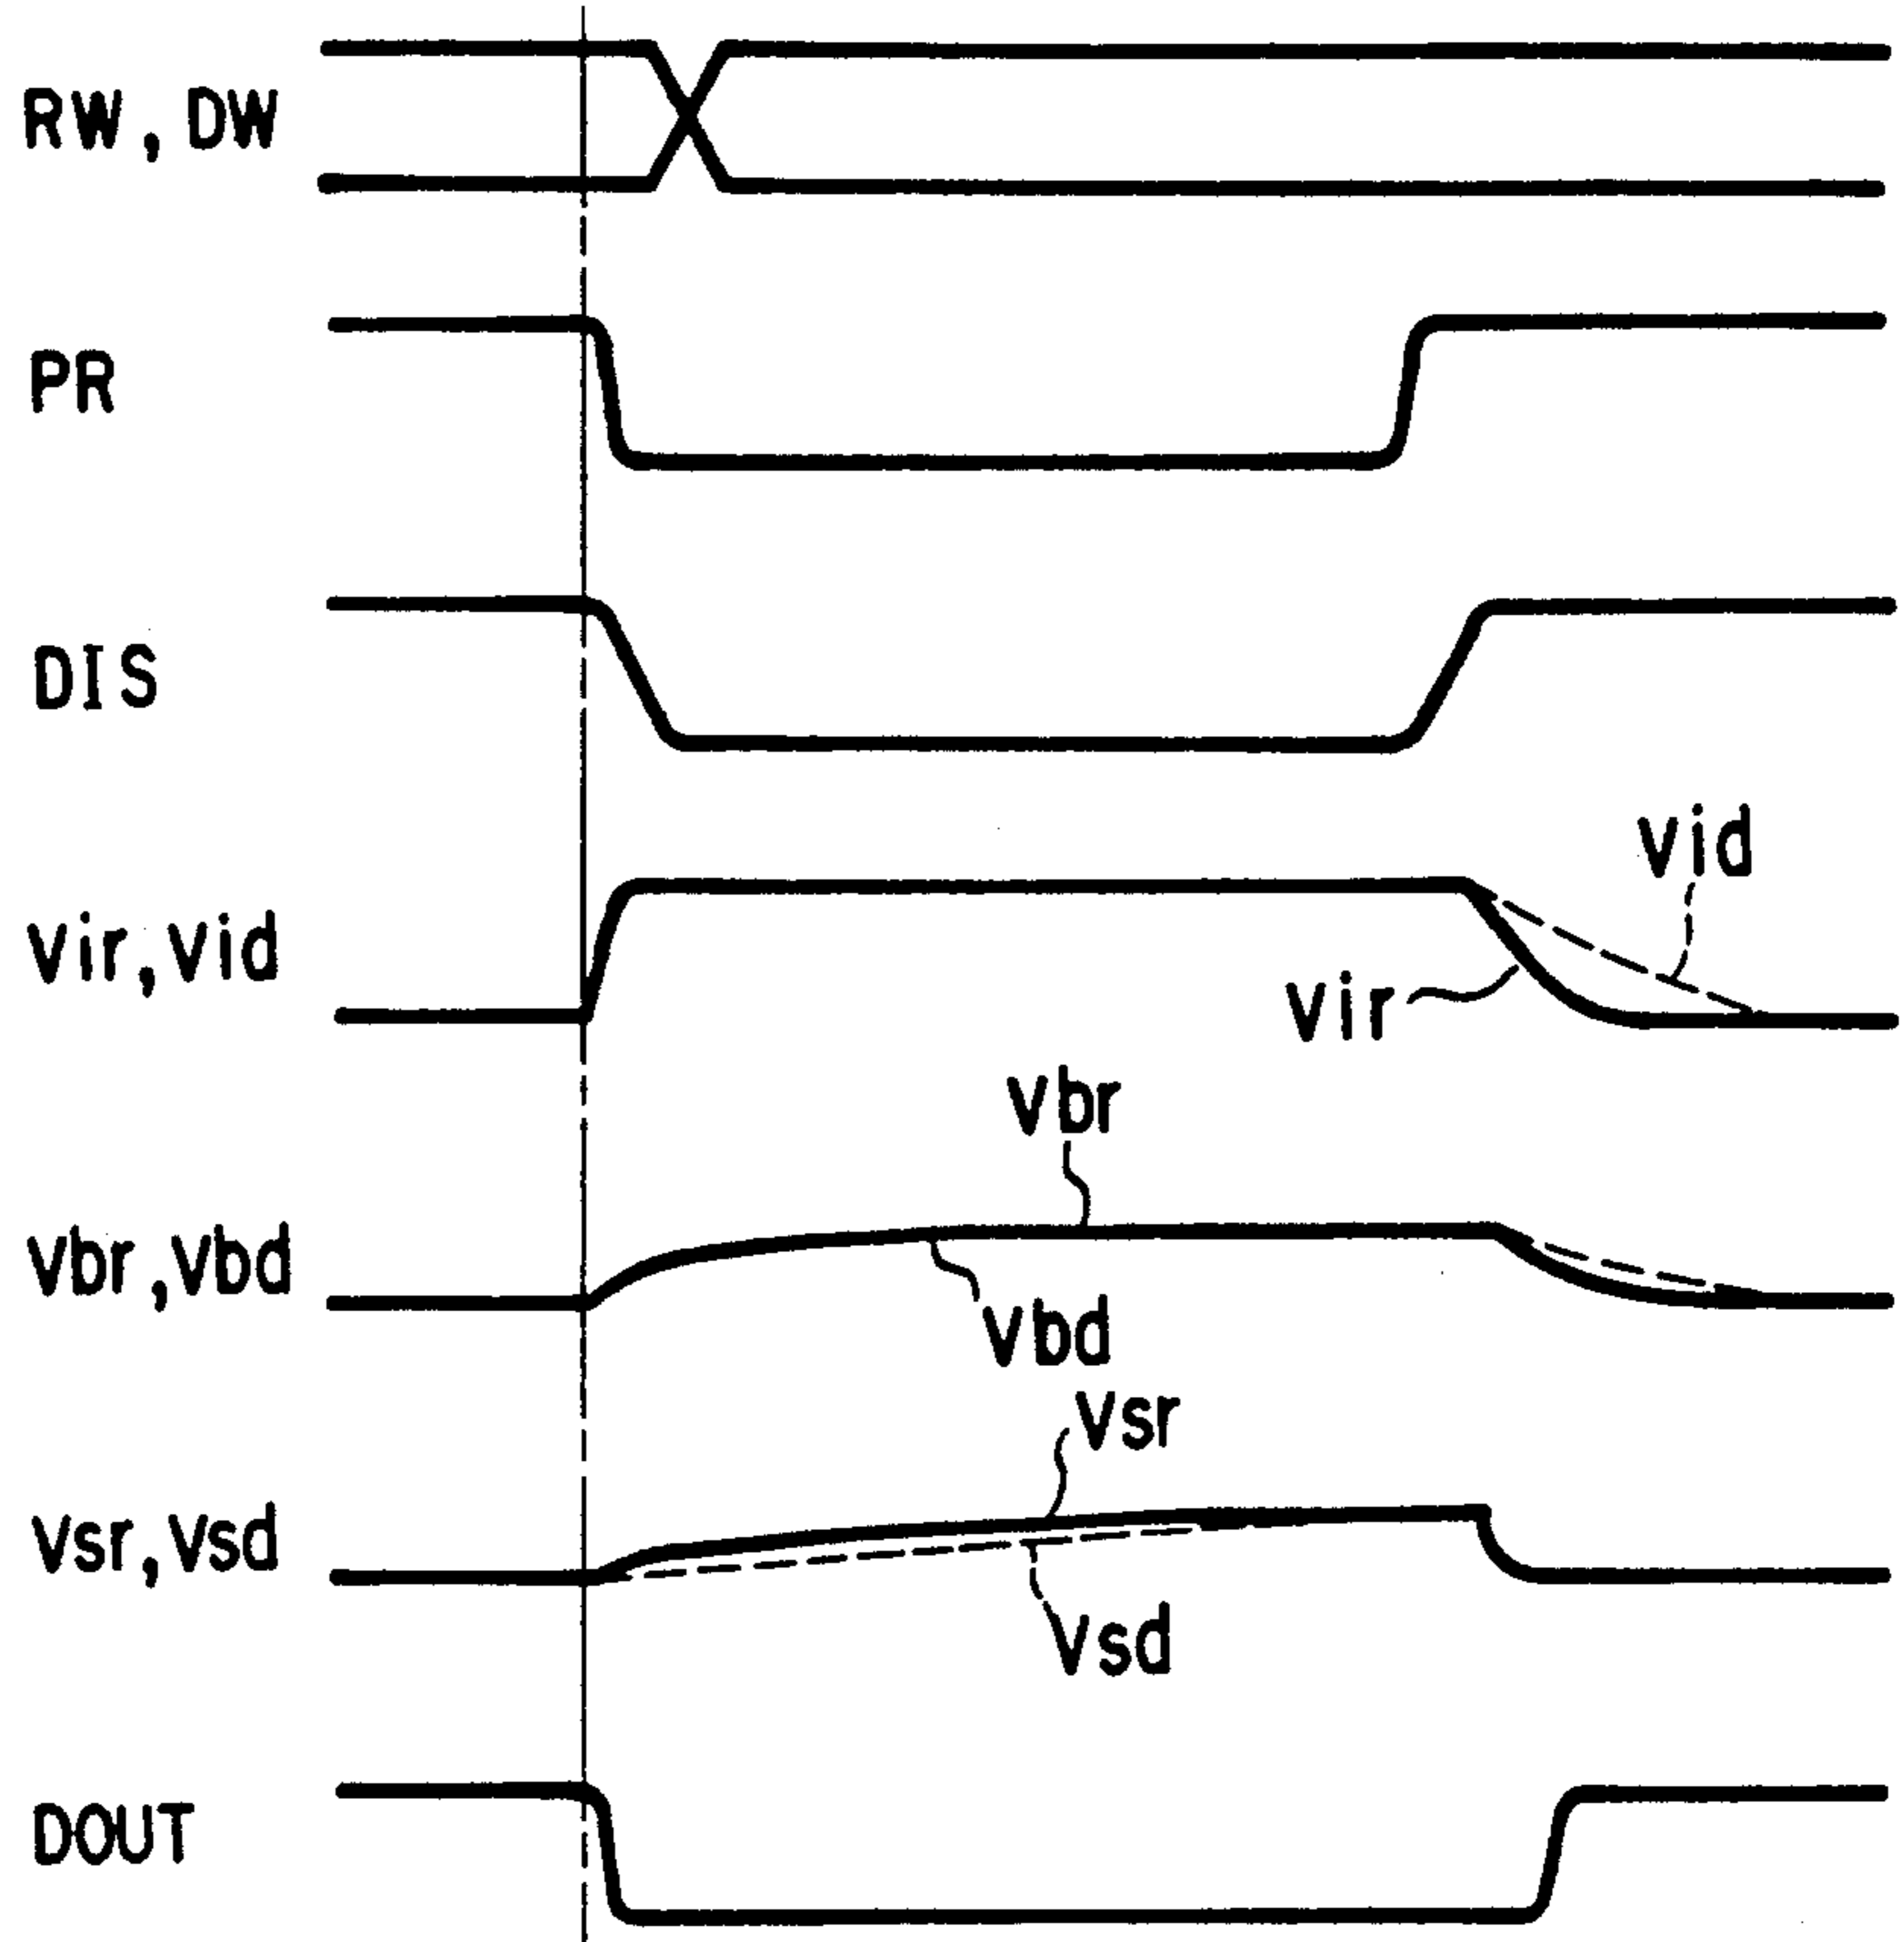 RW, DW
PR
DIS
vid
vir, vid
vir
vbr
vbr, vbd
vbd
vsr
vsr, vsd
vsd
DOUT